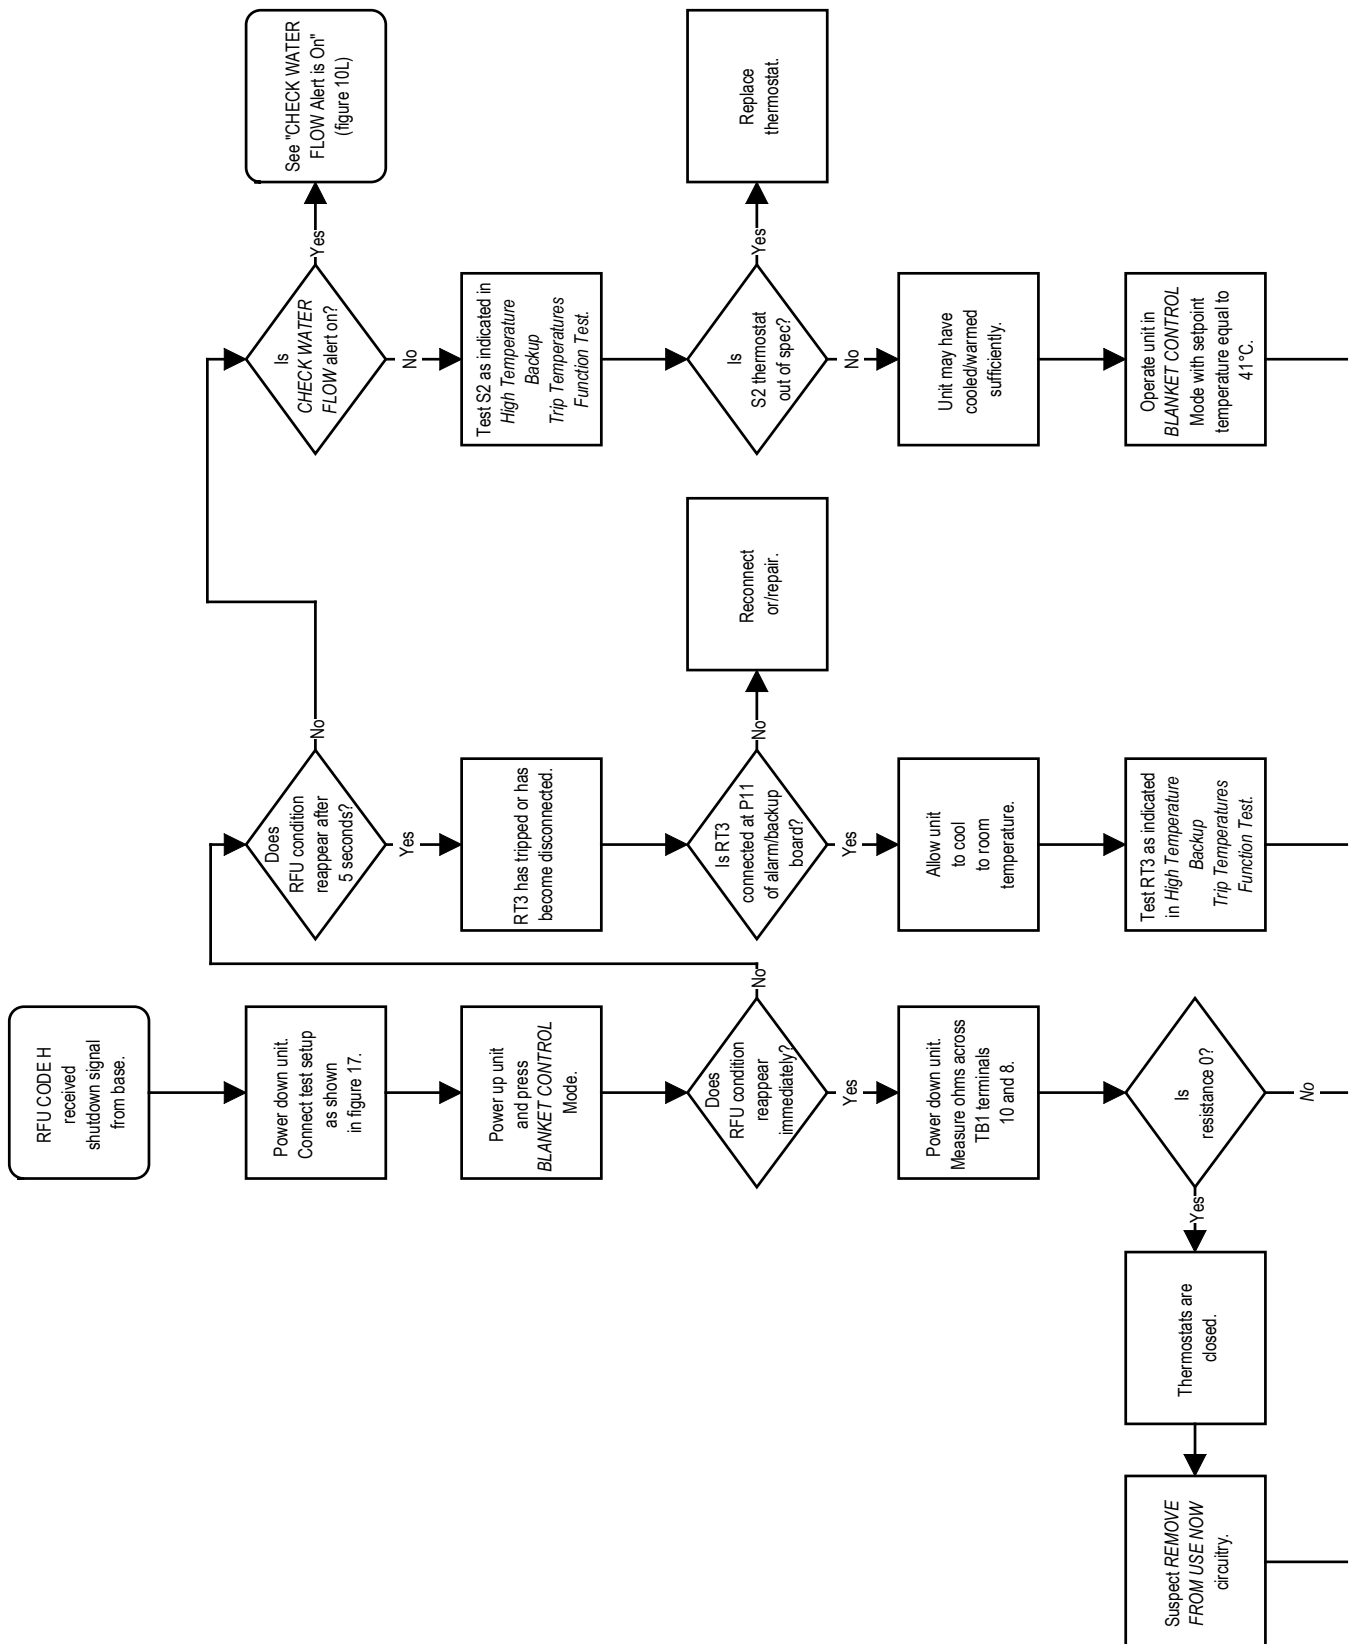 RFU CODE H
received
shutdown signal
from base.
Power down unit.
Connect test setup
as shown
in figure 17.
Power up unit
and press
BLANKET CONTROL
Mode.
Does
RFU condition
reappear
immediately?
No
Yes
Power down unit.
Measure ohms across
TB1 terminals
10 and 8.
Is
resistance 0?
Yes
No
Thermostats are
closed.
Suspect REMOVE
FROM USE NOW
circuitry.
Does
RFU condition
reappear after
5 seconds?
No
Yes
RT3 has tripped or has
become disconnected.
Is RT3
connected at P11
of alarm/backup
board?
No
Reconnect
or/repair.
Yes
Allow unit
to cool
to room
temperature.
Test RT3 as indicated
in High Temperature
Backup
Trip Temperatures
Function Test.
Is
CHECK WATER
FLOW alert on?
Yes
See "CHECK WATER
FLOW Alert is On"
(figure 10L)
No
Test S2 as indicated in
High Temperature
Backup
Trip Temperatures
Function Test.
Is
S2 thermostat
out of spec?
Yes
Replace
thermostat.
No
Unit may have
cooled/warmed
sufficiently.
Operate unit in
BLANKET CONTROL
Mode with setpoint
temperature equal to
41°C.